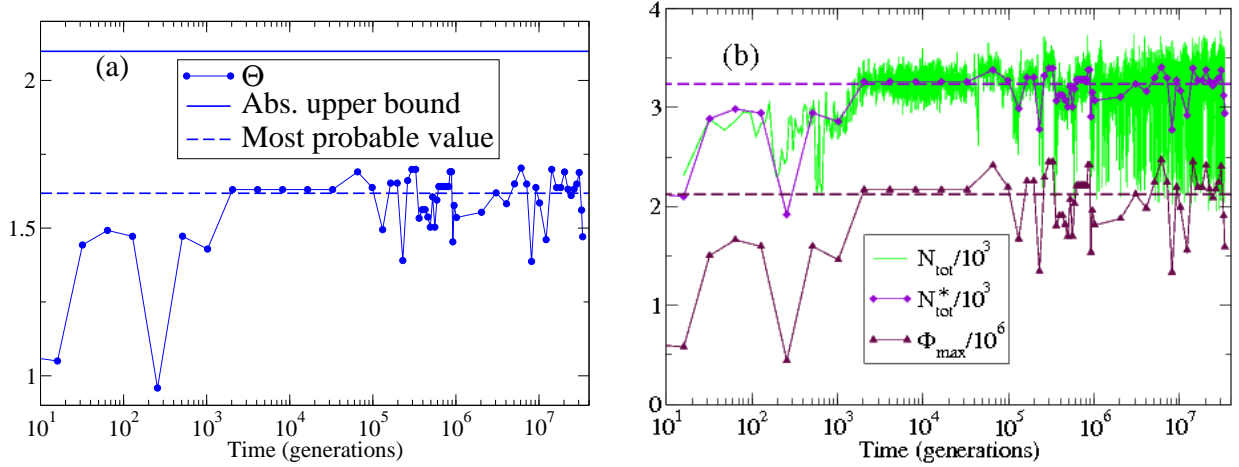 (a)
Θ
Abs. upper bound
Most probable value
2
1.5
1
10^1 10^2 10^3 10^4 10^5 10^6 10^7
Time (generations)
(b)
4
3
2
1
0
N_tot/10^3
N*_tot/10^3
Φ_max/10^6
10^1 10^2 10^3 10^4 10^5 10^6 10^7
Time (generations)